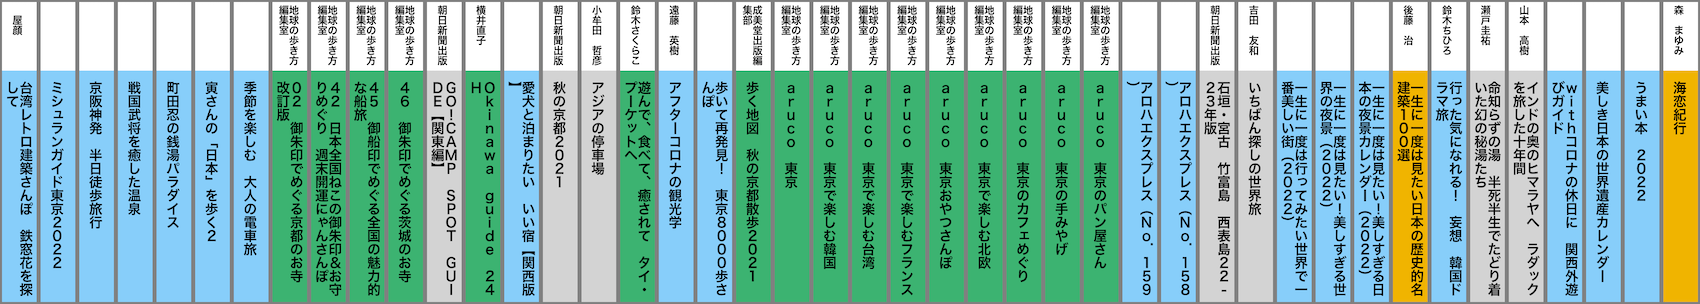 森 まゆみ
海恋紀行
うまい本 2022
美しき日本の世界遺産カレンダー
withコロナの休日に 関西外遊
びガイド
山本 高樹
インドの奥のヒマラヤへ ラダック
を旅した十年間
瀬戸圭祐
命知らずの湯 半死半生でたどり着
いた幻の秘湯たち
鈴木ちひろ
行った気になれる! 妄想 韓国ド
ラマ旅
後藤 治
一生に一度は見たい日本の歴史的名
建築100選
一生に一度は見たい!美しすぎる日
本の夜景カレンダー(2022)
一生に一度は見たい!美しすぎる世
界の夜景(2022)
一生に一度は行ってみたい世界で一
番美しい街(2022)
吉田 友和
いちばん探しの世界旅
朝日新聞出版
石垣・宮古 竹富島 西表島22-
23年版
アロハエクスプレス(No.158
)
アロハエクスプレス(No.159
)
地球の歩き方
編集室
aruco 東京のパン屋さん
地球の歩き方
編集室
aruco 東京の手みやげ
地球の歩き方
編集室
aruco 東京のカフェめぐり
地球の歩き方
編集室
aruco 東京で楽しむ北欧
地球の歩き方
編集室
aruco 東京おやつさんぽ
地球の歩き方
編集室
aruco 東京で楽しむフランス
地球の歩き方
編集室
aruco 東京で楽しむ台湾
地球の歩き方
編集室
aruco 東京で楽しむ韓国
地球の歩き方
編集室
aruco 東京
成美堂出版編
集部
歩く地図 秋の京都散歩2021
歩いて再発見! 東京8000歩さ
んぽ
遠藤 英樹
アフターコロナの観光学
鈴木さくらこ
遊んで、食べて、癒されて タイ・
プーケットへ
小牟田 哲彦
アジアの停車場
朝日新聞出版
秋の京都2021
愛犬と泊まりたい いい宿【関西版
】
横井直子
Okinawa guide 24
H
朝日新聞出版
GO!CAMP SPOT GUI
DE【関東編】
地球の歩き方
編集室
46 御朱印でめぐる茨城のお寺
地球の歩き方
編集室
45 御船印でめぐる全国の魅力的
な船旅
地球の歩き方
編集室
42 日本全国ねこの御朱印&お守
りめぐり 週末開運にゃんさんぽ
地球の歩き方
編集室
02 御朱印でめぐる京都のお寺
改訂版
季節を楽しむ 大人の電車旅
寅さんの「日本」を歩く2
町田忍の銭湯パラダイス
戦国武将を癒した温泉
京阪神発 半日徒歩旅行
ミシュランガイド東京2022
屋顔
台湾レトロ建築さんぽ 鉄窓花を探
して